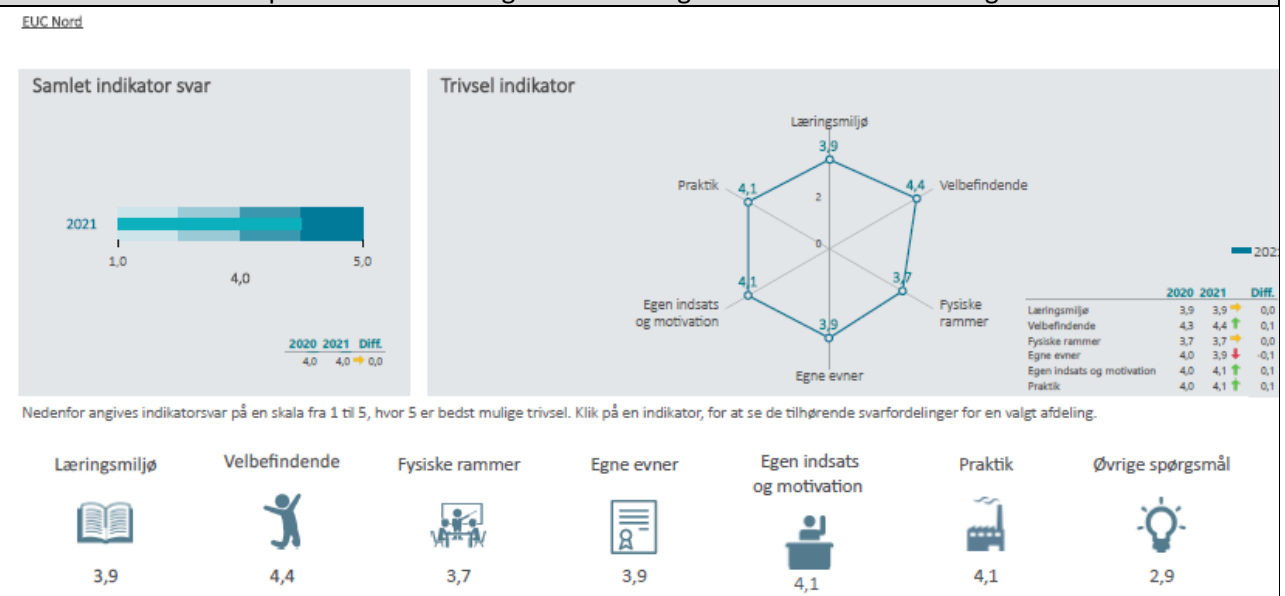 EUC Nord
Samlet indikator svar
2021
1,0
4,0
5,0
2020 2021 Diff.
4,0 4,0 0,0
Trivsel indikator
Læringsmiljø
3,9
Praktik 4,1
4,4 Velbefindende
2
0
4,1
3,7
Egen indsats
og motivation
Fysiske
rammer
3,9
Egne evner
202
2020 2021 Diff.
Læringsmiljø 3,9 3,9 0,0
Velbefindende 4,3 4,4 0,1
Fysiske rammer 3,7 3,7 0,0
Egne evner 4,0 3,9 -0,1
Egen indsats og motivation 4,0 4,1 0,1
Praktik 4,0 4,1 0,1
Nedenfor angives indikatorsvar på en skala fra 1 til 5, hvor 5 er bedst mulige trivsel. Klik på en indikator, for at se de tilhørende svarfordelinger for en valgt afdeling.
Læringsmiljø
3,9
Velbefindende
4,4
Fysiske rammer
3,7
Egne evner
3,9
Egen indsats
og motivation
4,1
Praktik
4,1
Øvrige spørgsmål
2,9